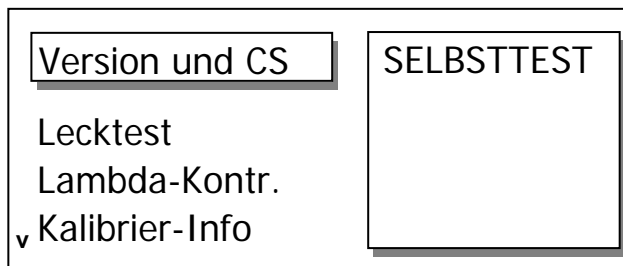 Version und CS
Lecktest
Lambda-Kontr.
v Kalibrier-Info
SELBSTTEST